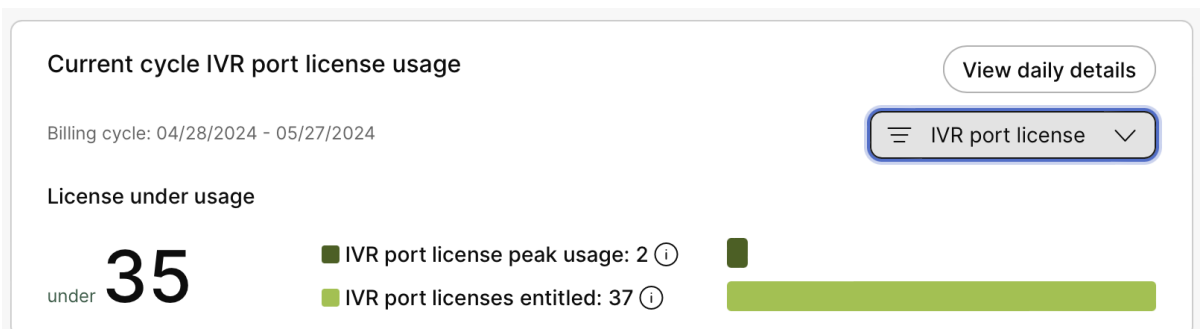 Current cycle IVR port license usage
View daily details
Billing cycle: 04/28/2024 - 05/27/2024
IVR port license
License under usage
under 35
IVR port license peak usage: 2
IVR port licenses entitled: 37